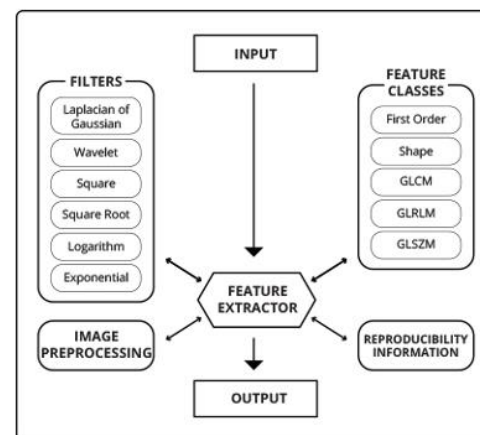 INPUT
FILTERS
Laplacian of
Gaussian
Wavelet
Square
Square Root
Logarithm
Exponential
FEATURE
CLASSES
First Order
Shape
GLCM
GLRLM
GLSZM
FEATURE
EXTRACTOR
IMAGE
PREPROCESSING
REPRODUCIBILITY
INFORMATION
OUTPUT